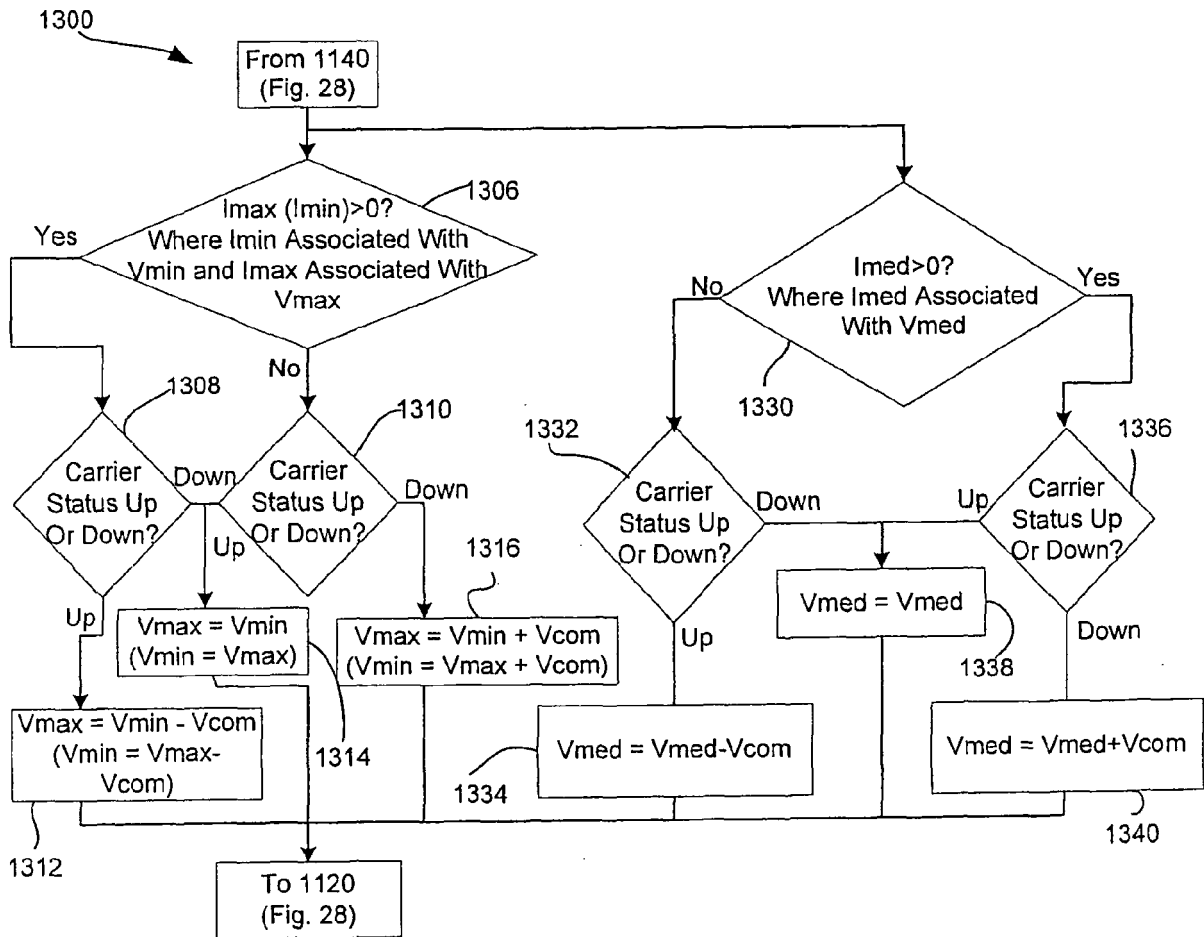 1300
From 1140
(Fig. 28)
1306
Imax (Imin)>0?
Where Imin Associated With
Vmin and Imax Associated With
Vmax
Yes
No
Imed>0?
Where Imed Associated
With Vmed
No
Yes
1330
1308
Carrier
Status Up
Or Down?
Down
Up
1310
Carrier
Status Up
Or Down?
Down
Up
1332
Carrier
Status Up
Or Down?
Down
Up
1336
Carrier
Status Up
Or Down?
Up
Down
1316
Vmax = Vmin
(Vmin = Vmax)
1314
Vmax = Vmin + Vcom
(Vmin = Vmax + Vcom)
Vmed = Vmed
1338
Vmax = Vmin - Vcom
(Vmin = Vmax-
Vcom)
1312
Vmed = Vmed-Vcom
1334
Vmed = Vmed+Vcom
1340
To 1120
(Fig. 28)